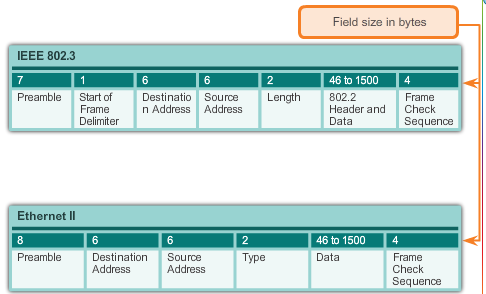 Field size in bytes
IEEE 802.3
7 1 6 6 2 46 to 1500 4
Preamble Start of Destinatio Source Length 802.2 Frame
Frame n Address Address Header and Check
Delimiter Data Sequence
Ethernet II
8 6 6 2 46 to 1500 4
Preamble Destination Source Type Data Frame
Address Address Check
Sequence